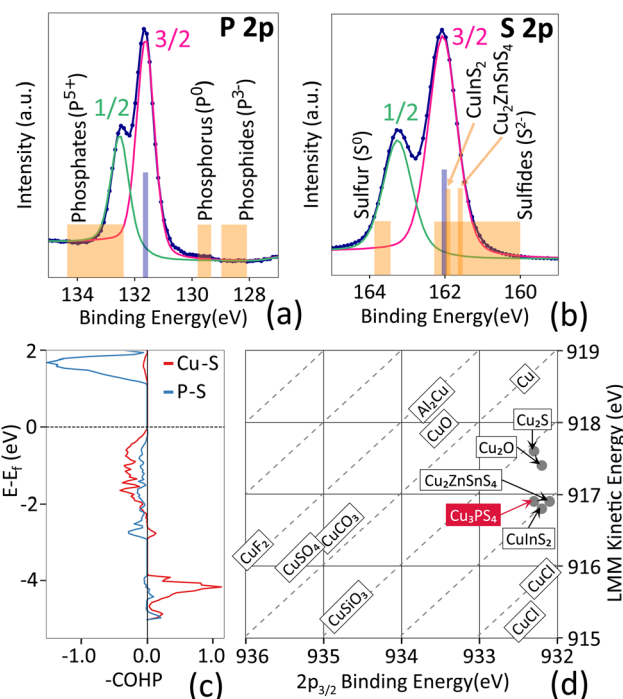 P 2p
3/2
1/2
Phosphates (P⁵⁺)
Phosphorus (P⁰)
Phosphides (P³⁻)
Intensity (a.u.)
134 132 130 128
Binding Energy(eV)
(a)
S 2p
3/2
1/2
CuInS₂
Cu₂ZnSnS₄
Sulfur (S⁰)
Sulfides (S²⁻)
Intensity (a.u.)
164 162 160
Binding Energy(eV)
(b)
2
0
-2
-4
E-E_f (eV)
Cu-S
P-S
-1.0 0.0 1.0
-COHP
(c)
919
918
917
916
915
LMM Kinetic Energy (eV)
Cu
Al₂Cu
CuO
Cu₂S
Cu₂O
Cu₂ZnSnS₄
Cu₃PS₄
CuInS₂
CuCO₃
CuSO₄
CuF₂
CuSiO₃
CuCl
CuCl
936 935 934 933 932
2p₃/₂ Binding Energy(eV)
(d)